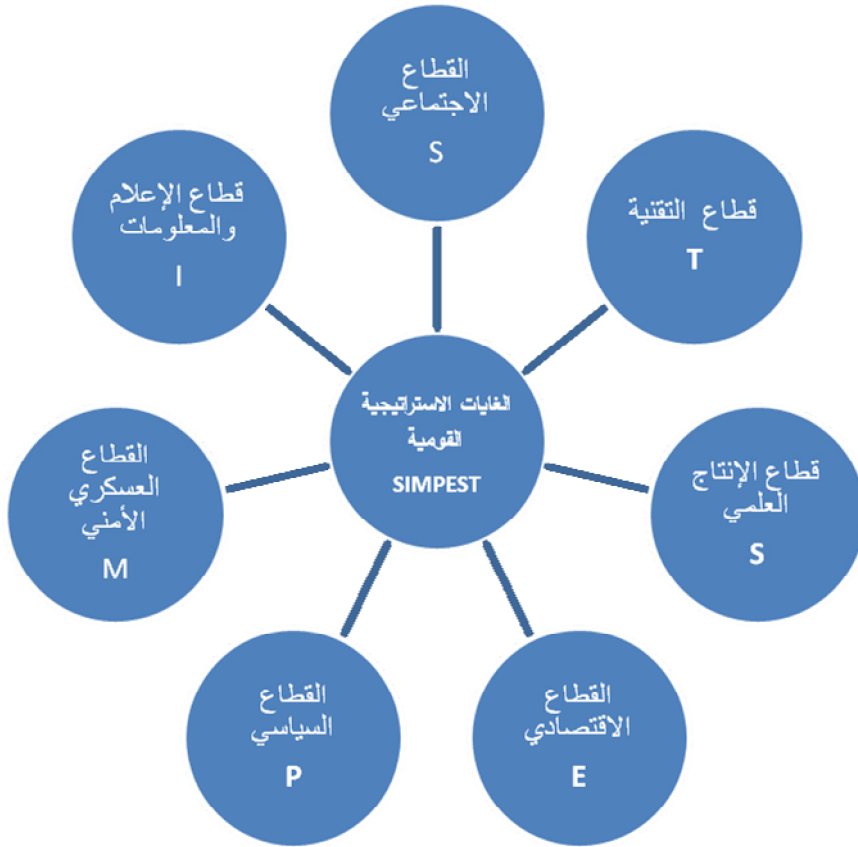 القطاع
الاجتماعي
S
قطاع الإعلام
والمعلومات
I
قطاع التقنية
T
الغايات الاستراتيجية
القومية
SIMPEST
القطاع
العسكري
الأمني
M
قطاع الإنتاج
العلمي
S
القطاع
السياسي
P
القطاع
الاقتصادي
E